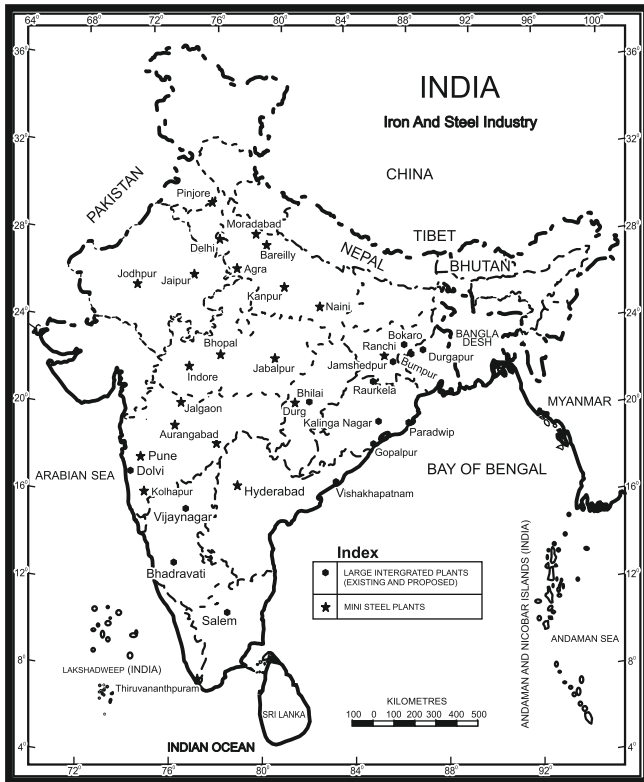 64° 68° 72° 76° 80° 84° 88° 92° 96° 100°
36°
36°
INDIA
Iron And Steel Industry
32°
32°
CHINA
PAKISTAN
Pinjore
28°
28°
Moradabad
TIBET
Delhi
Bareilly
NEPAL
BHUTAN
Jodhpur
Jaipur
Agra
Kanpur
Naini
24°
24°
Bhopal
Bokaro
BANGLA
DESH
Ranchi
Durgapur
Indore
Jabalpur
Jamshedpur
Burnpur
Raurkela
20°
20°
Jalgaon
Bhilai
Durg
MYANMAR
Kalinga Nagar
Aurangabad
Paradwip
Pune
Gopalpur
ARABIAN SEA
Dolvi
BAY OF BENGAL
16°
16°
Kolhapur
Hyderabad
Vishakhapatnam
Vijaynagar
Index
LARGE INTERGRATED PLANTS
(EXISTING AND PROPOSED)
MINI STEEL PLANTS
12°
12°
Bhadravati
Salem
ANDAMAN AND NICOBAR ISLANDS (INDIA)
ANDAMAN SEA
8°
8°
LAKSHADWEEP (INDIA)
Thiruvananthpuram
SRI LANKA
KILOMETRES
100 0 100 200 300 400 500
INDIAN OCEAN
4°
4°
72° 76° 80° 84° 88° 92°